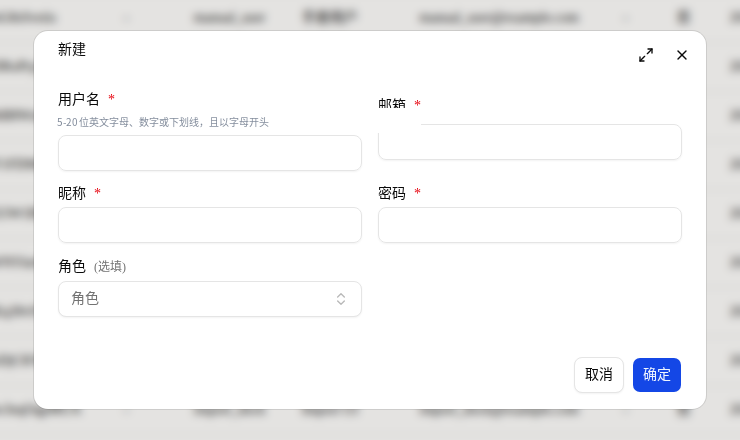 新建
用户名 *
5-20位英文字母、数字或下划线，且以字母开头
邮箱 *
昵称 *
密码 *
角色 (选填)
角色
取消
确定